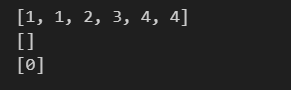 [1, 1, 2, 3, 4, 4]
[]
[0]